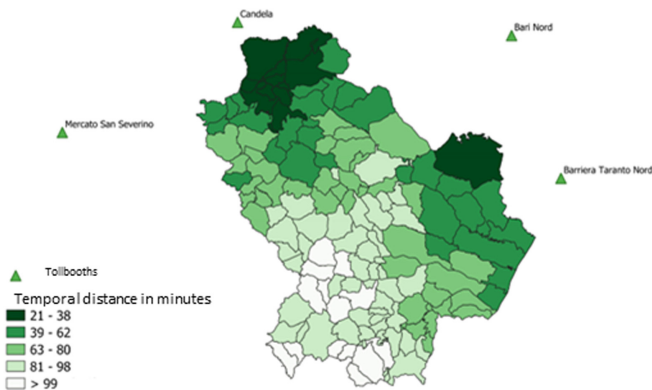 Candela
Bari Nord
Mercato San Severino
Barriera Taranto Nord
Tollbooths
Temporal distance in minutes
21 - 38
39 - 62
63 - 80
81 - 98
> 99